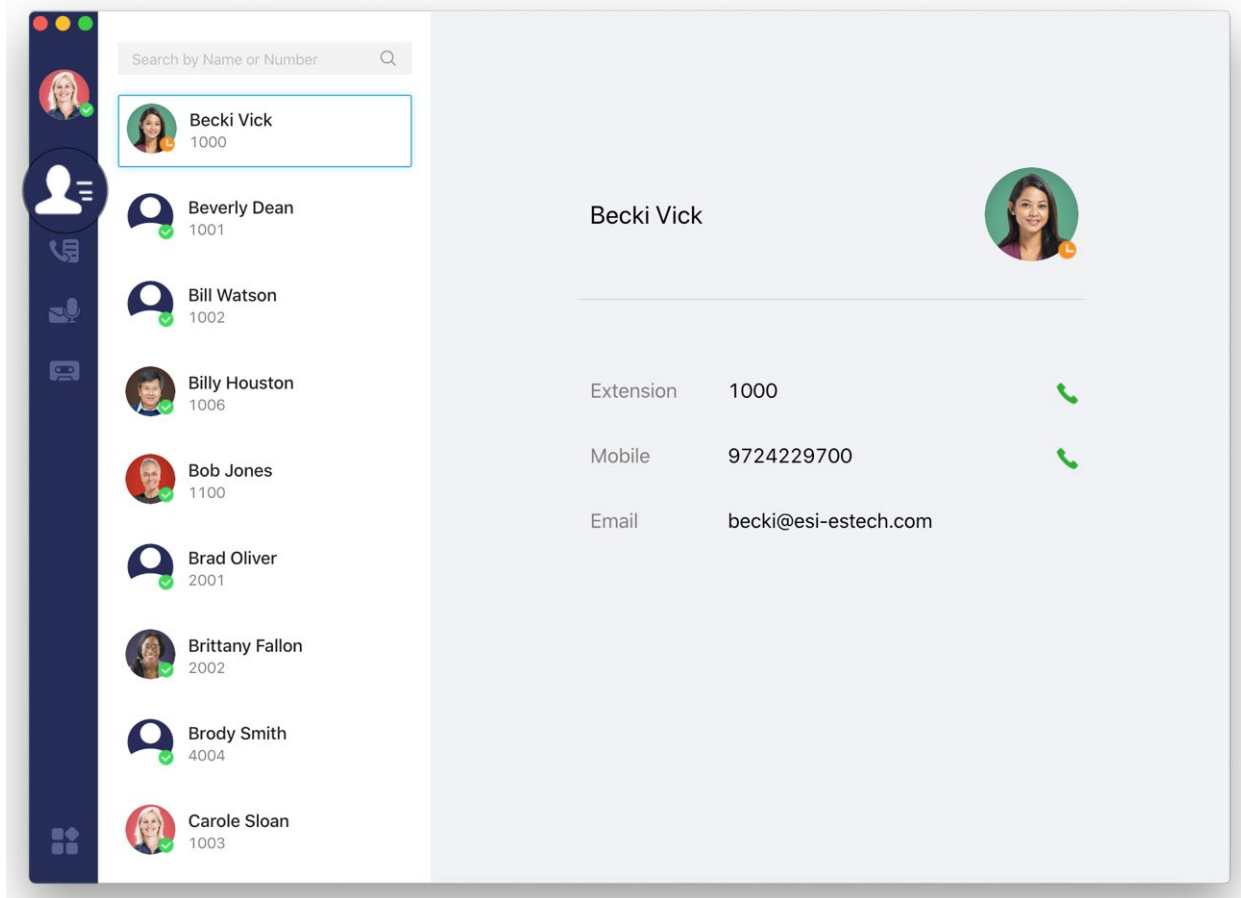 Search by Name or Number
Becki Vick
1000
Beverly Dean
1001
Bill Watson
1002
Billy Houston
1006
Bob Jones
1100
Brad Oliver
2001
Brittany Fallon
2002
Brody Smith
4004
Carole Sloan
1003
Becki Vick
Extension 1000
Mobile 9724229700
Email becki@esi-estech.com